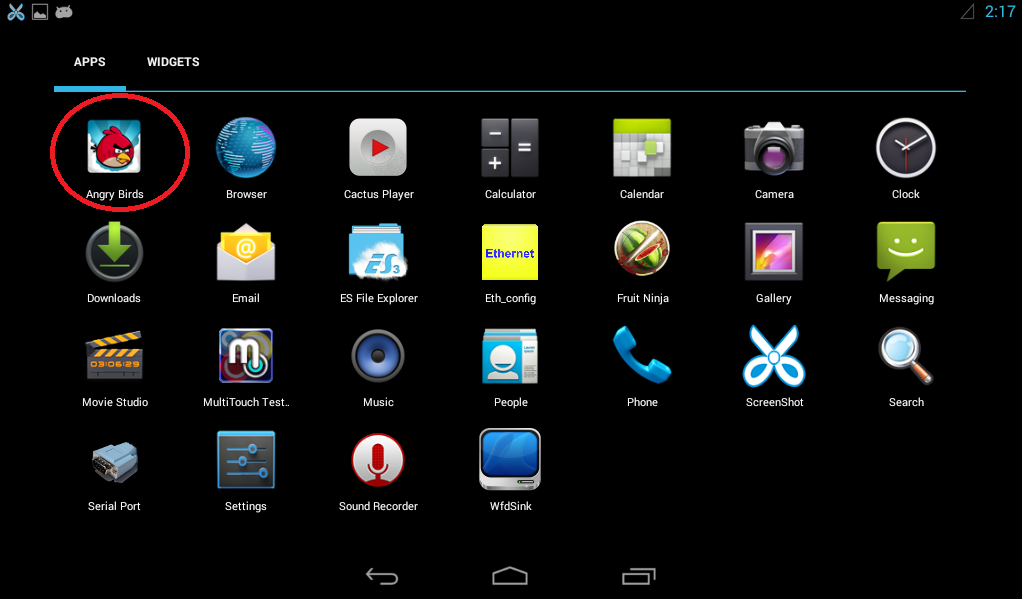 2:17
APPS WIDGETS
Angry Birds Browser Cactus Player Calculator Calendar Camera Clock
@ ES 3 Ethernet
Downloads Email ES File Explorer Eth_config Fruit Ninja Gallery Messaging
03:06:29 m
Movie Studio MultiTouch Test.. Music People Phone ScreenShot Search
Serial Port Settings Sound Recorder WfdSink